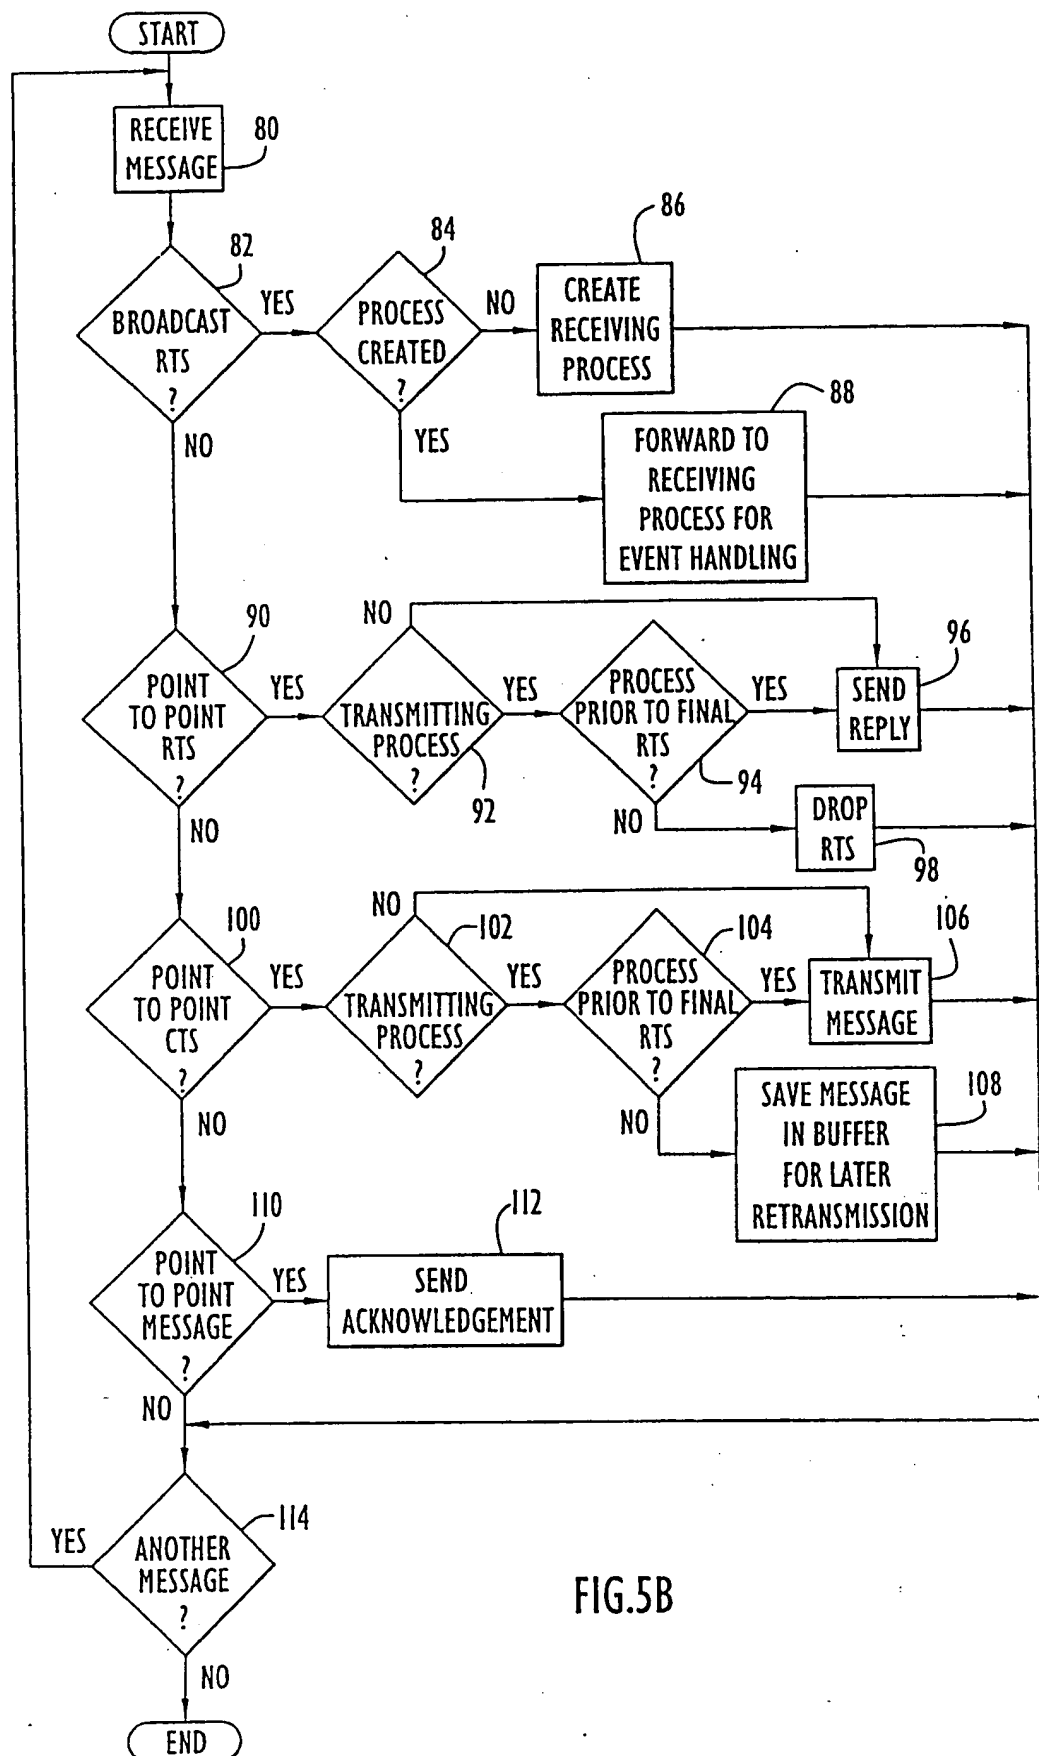 START
RECEIVE
MESSAGE
80
82
BROADCAST
RTS
?
YES
NO
84
PROCESS
CREATED
?
NO
YES
86
CREATE
RECEIVING
PROCESS
88
FORWARD TO
RECEIVING
PROCESS FOR
EVENT HANDLING
90
POINT
TO POINT
RTS
?
YES
NO
NO
TRANSMITTING
PROCESS
?
92
YES
PROCESS
PRIOR TO FINAL
RTS
?
94
YES
NO
96
SEND
REPLY
DROP
RTS
98
100
POINT
TO POINT
CTS
?
YES
NO
NO
102
TRANSMITTING
PROCESS
?
YES
104
PROCESS
PRIOR TO FINAL
RTS
?
YES
NO
106
TRANSMIT
MESSAGE
108
SAVE MESSAGE
IN BUFFER
FOR LATER
RETRANSMISSION
110
POINT
TO POINT
MESSAGE
?
YES
NO
112
SEND
ACKNOWLEDGEMENT
114
ANOTHER
MESSAGE
?
YES
NO
END
FIG.5B